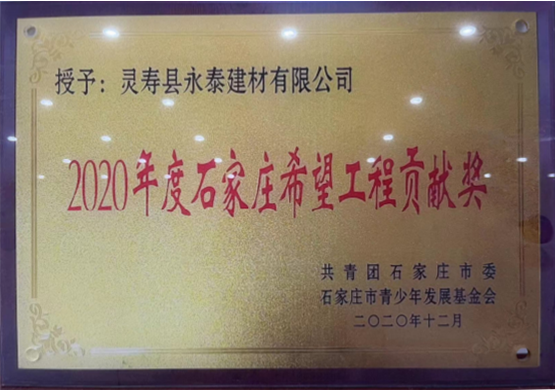 授予：灵寿县永泰建材有限公司
2020年度石家庄希望工程贡献奖
共青团石家庄市委
石家庄市青少年发展基金会
二〇二〇年十二月